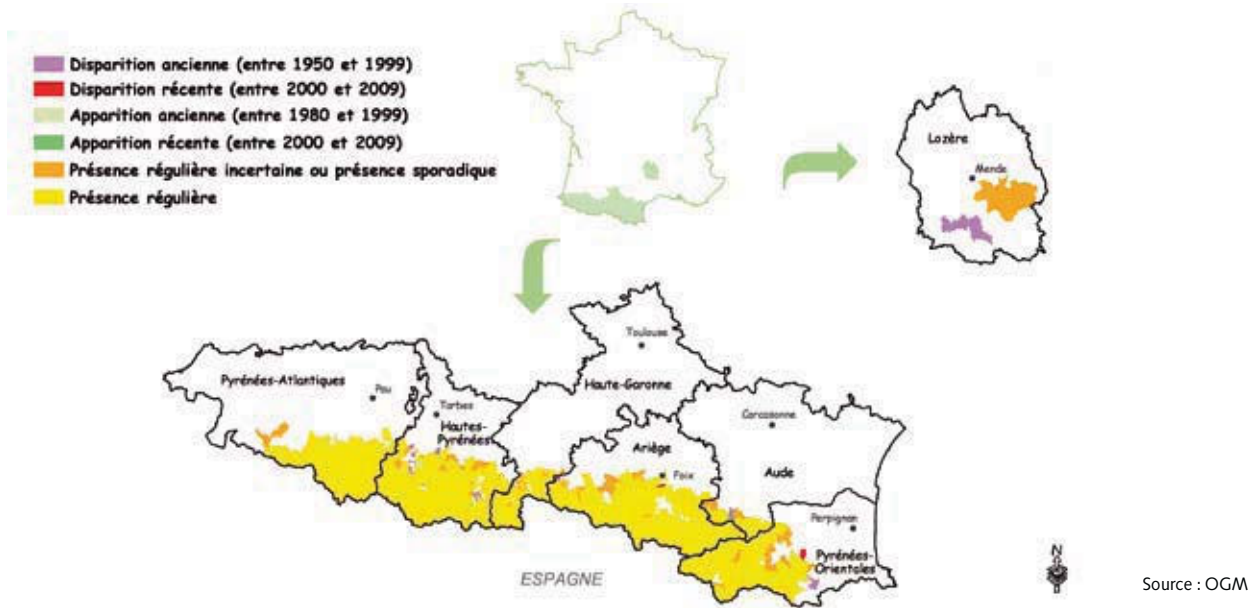 Disparition ancienne (entre 1950 et 1999)
Disparition récente (entre 2000 et 2009)
Apparition ancienne (entre 1980 et 1999)
Apparition récente (entre 2000 et 2009)
Présence régulière incertaine ou présence sporadique
Présence régulière
Lozère
Mende
Toulouse
Pyrénées-Atlantiques
Pau
Haute-Garonne
Tarbes
Hautes-
Pyrénées
Carcasonne
Ariège
Foix
Aude
Perpignan
Pyrénées-
Orientales
ESPAGNE
N
Source : OGM